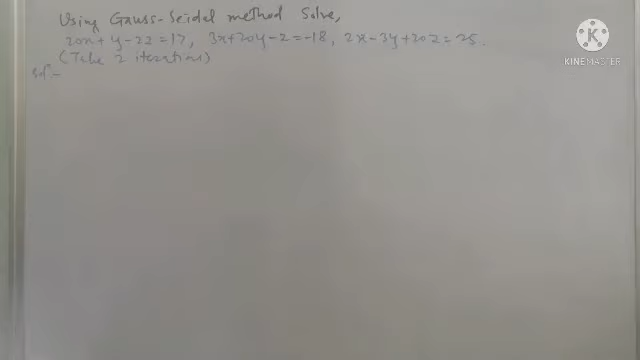 Using Gauss-Seidel method Solve,
20x + y - 2z = 17, 3x + 20y - z = -18, 2x - 3y + 20z = 25.
(Take 2 iteration)
sol:-
K
KINEMASTER